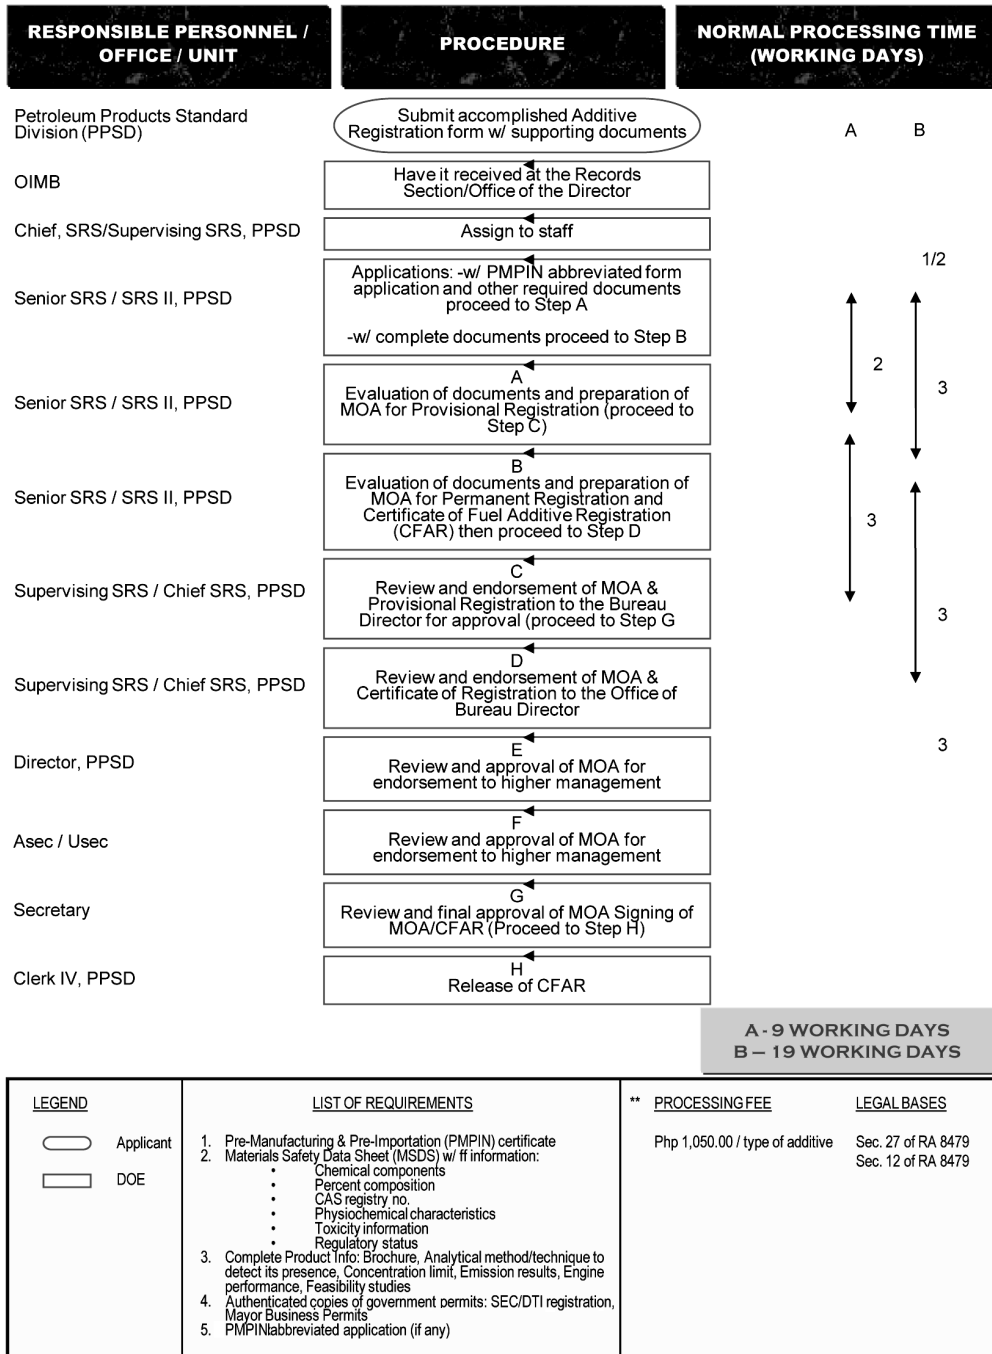 RESPONSIBLE PERSONNEL /
OFFICE / UNIT
PROCEDURE
NORMAL PROCESSING TIME
(WORKING DAYS)
Petroleum Products Standard
Division (PPSD)
Submit accomplished Additive
Registration form w/ supporting documents
A
B
OIMB
Have it received at the Records
Section/Office of the Director
Chief, SRS/Supervising SRS, PPSD
Assign to staff
1/2
Senior SRS / SRS II, PPSD
Applications: -w/ PMPIN abbreviated form
application and other required documents
proceed to Step A
-w/ complete documents proceed to Step B
2
3
Senior SRS / SRS II, PPSD
A
Evaluation of documents and preparation of
MOA for Provisional Registration (proceed to
Step C)
Senior SRS / SRS II, PPSD
B
Evaluation of documents and preparation of
MOA for Permanent Registration and
Certificate of Fuel Additive Registration
(CFAR) then proceed to Step D
3
Supervising SRS / Chief SRS, PPSD
C
Review and endorsement of MOA &
Provisional Registration to the Bureau
Director for approval (proceed to Step G
3
Supervising SRS / Chief SRS, PPSD
D
Review and endorsement of MOA &
Certificate of Registration to the Office of
Bureau Director
3
Director, PPSD
E
Review and approval of MOA for
endorsement to higher management
Asec / Usec
F
Review and approval of MOA for
endorsement to higher management
Secretary
G
Review and final approval of MOA Signing of
MOA/CFAR (Proceed to Step H)
Clerk IV, PPSD
H
Release of CFAR
A - 9 WORKING DAYS
B – 19 WORKING DAYS
LEGEND
Applicant
DOE
LIST OF REQUIREMENTS
1. Pre-Manufacturing & Pre-Importation (PMPIN) certificate
2. Materials Safety Data Sheet (MSDS) w/ ff information:
• Chemical components
• Percent composition
• CAS registry no.
• Physiochemical characteristics
• Toxicity information
• Regulatory status
3. Complete Product Info: Brochure, Analytical method/technique to
detect its presence, Concentration limit, Emission results, Engine
performance, Feasibility studies
4. Authenticated copies of government permits: SEC/DTI registration,
Mayor Business Permits
5. PMPINlabbreviated application (if any)
** PROCESSING FEE
Php 1,050.00 / type of additive
LEGAL BASES
Sec. 27 of RA 8479
Sec. 12 of RA 8479